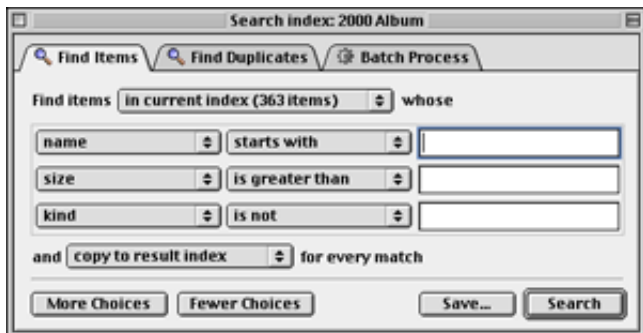 Search index: 2000 Album
Find Items Find Duplicates Batch Process
Find items in current index (363 items) whose
name starts with
size is greater than
kind is not
and copy to result index for every match
More Choices Fewer Choices Save... Search